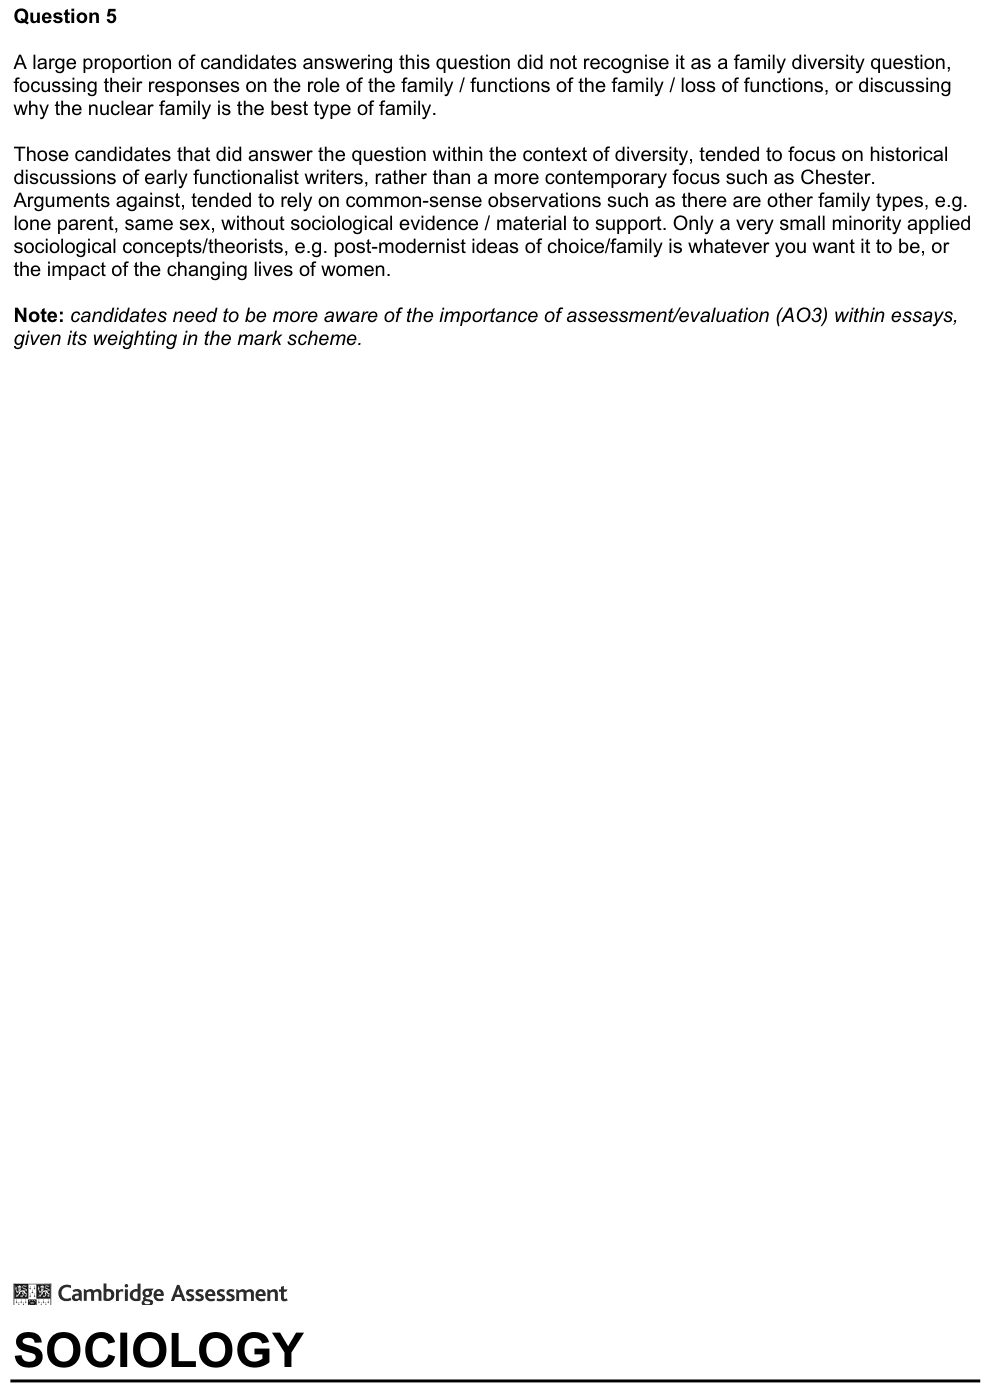 Question 5
A large proportion of candidates answering this question did not recognise it as a family diversity question,
focussing their responses on the role of the family / functions of the family / loss of functions, or discussing
why the nuclear family is the best type of family.
Those candidates that did answer the question within the context of diversity, tended to focus on historical
discussions of early functionalist writers, rather than a more contemporary focus such as Chester.
Arguments against, tended to rely on common-sense observations such as there are other family types, e.g.
lone parent, same sex, without sociological evidence / material to support. Only a very small minority applied
sociological concepts/theorists, e.g. post-modernist ideas of choice/family is whatever you want it to be, or
the impact of the changing lives of women.
Note: candidates need to be more aware of the importance of assessment/evaluation (AO3) within essays,
given its weighting in the mark scheme.
Cambridge Assessment
SOCIOLOGY